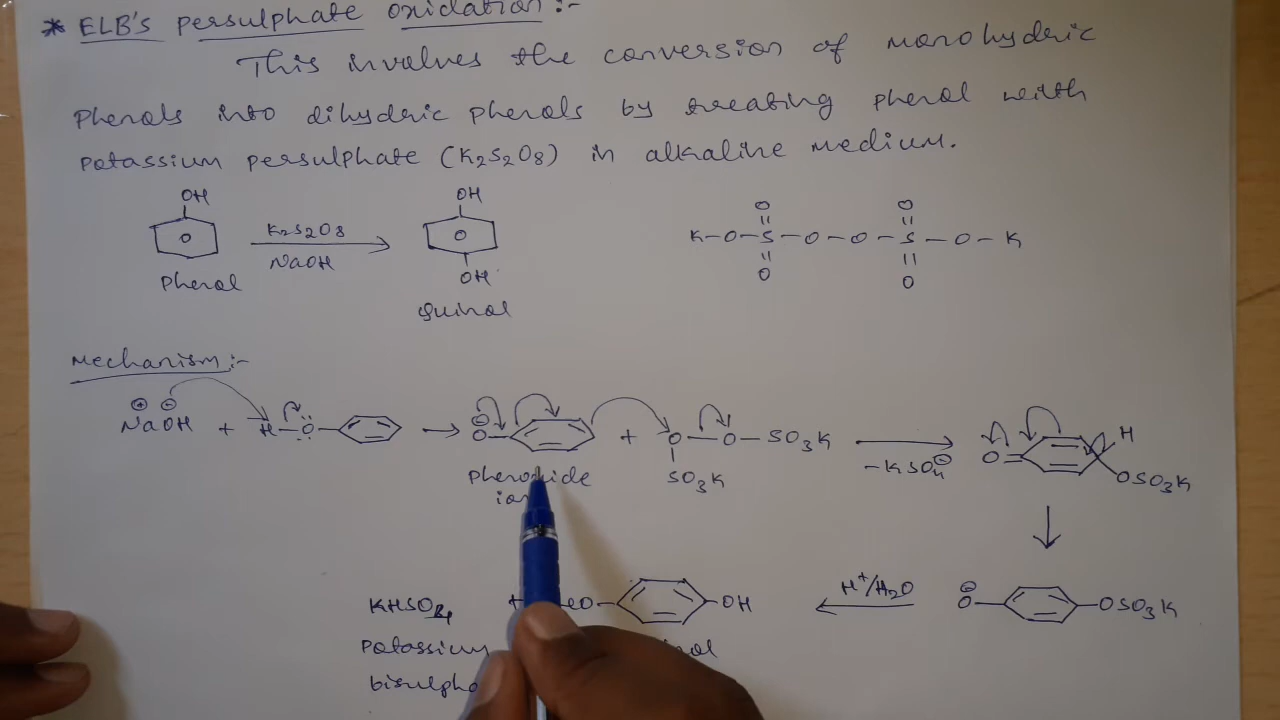 * ELB'S persulphate oxidation :-
This involves the conversion of monohydric
phenols into dihydric phenols by treating phenol with
potassium persulphate (K2S2O8) in alkaline medium.
OH OH O O
K2S2O8 K-O-S-O-O-S-O-K
NaOH O O
OH
Phenol
Quinol
Mechanism :-
⊕ ⊖
NaOH + H-O- → ⊖ O- + O-O-SO3K → O= H
SO3K -KSO4⊖ OSO3K
phenoxide
⊖ O- -OSO3K
H+/H2O
KHSO4 + -OH
Potassium